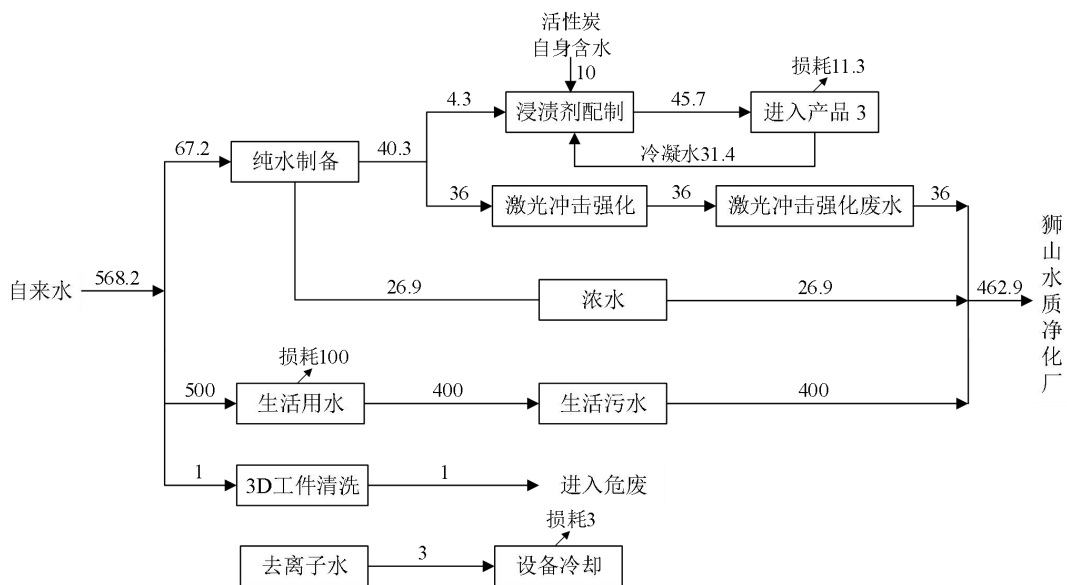 活性炭
自身含水
10
损耗11.3
4.3
浸渍剂配制
45.7
进入产品 3
67.2
纯水制备
40.3
冷凝水31.4
36
激光冲击强化
36
激光冲击强化废水
36
自来水
568.2
26.9
浓水
26.9
462.9
狮山水质净化厂
损耗100
500
生活用水
400
生活污水
400
1
3D工件清洗
1
进入危废
损耗3
去离子水
3
设备冷却